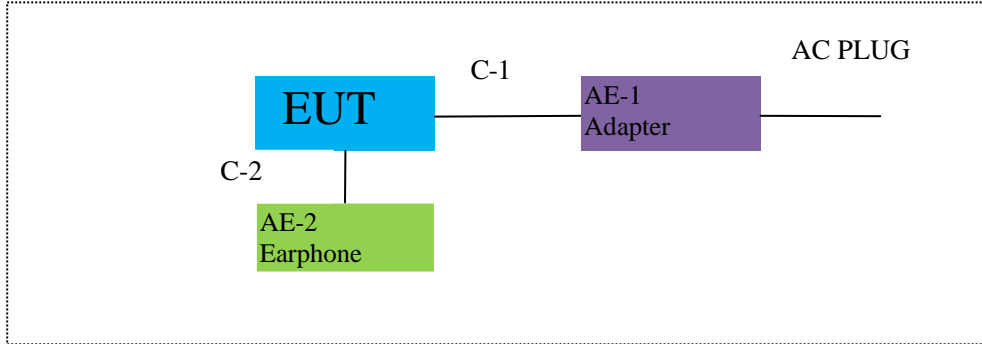 AC PLUG
C-1
EUT
AE-1
Adapter
C-2
AE-2
Earphone